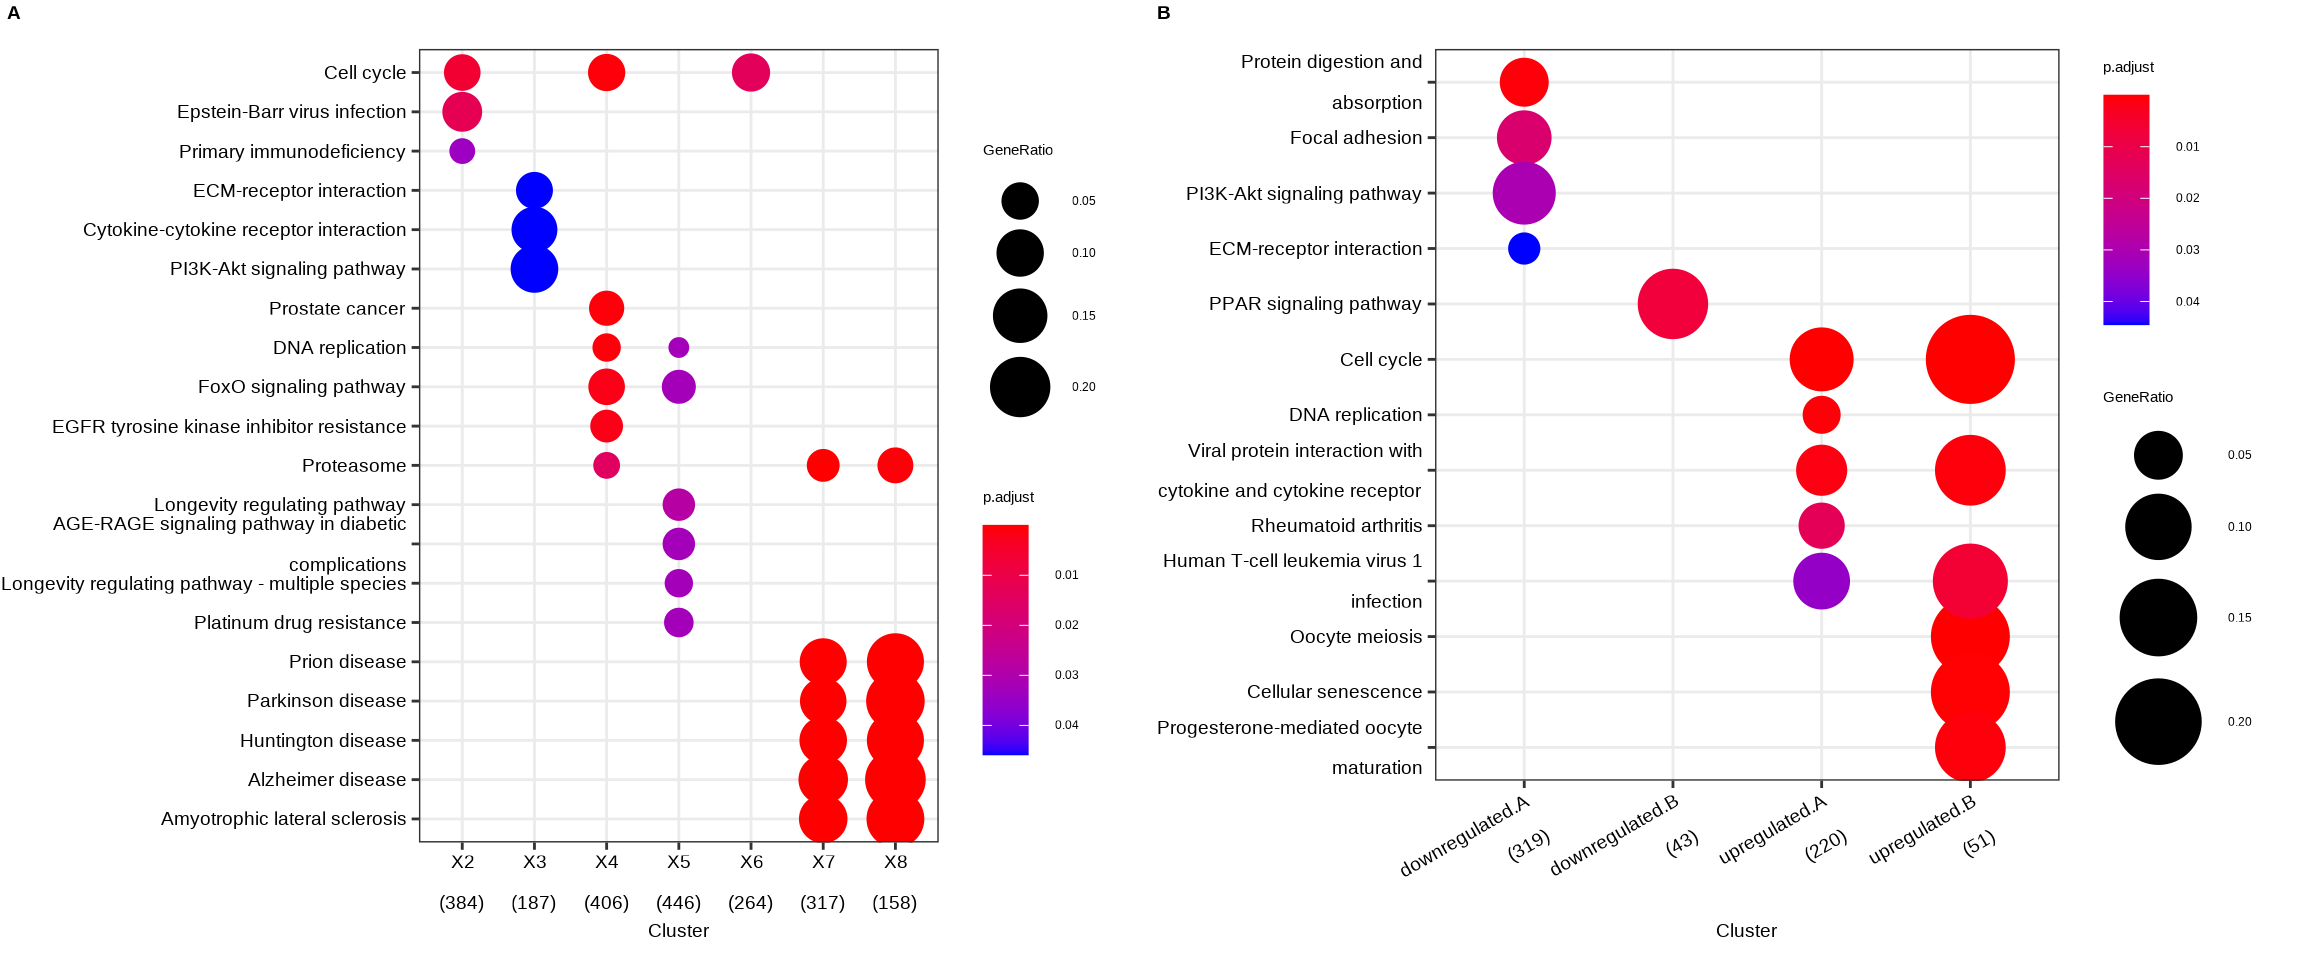 A
Cell cycle
Epstein-Barr virus infection
Primary immunodeficiency
ECM-receptor interaction
Cytokine-cytokine receptor interaction
PI3K-Akt signaling pathway
Prostate cancer
DNA replication
FoxO signaling pathway
EGFR tyrosine kinase inhibitor resistance
Proteasome
Longevity regulating pathway
AGE-RAGE signaling pathway in diabetic
complications
Longevity regulating pathway - multiple species
Platinum drug resistance
Prion disease
Parkinson disease
Huntington disease
Alzheimer disease
Amyotrophic lateral sclerosis
X2 X3 X4 X5 X6 X7 X8
(384) (187) (406) (446) (264) (317) (158)
Cluster
GeneRatio
0.05
0.10
0.15
0.20
p.adjust
0.01
0.02
0.03
0.04
B
Protein digestion and
absorption
Focal adhesion
PI3K-Akt signaling pathway
ECM-receptor interaction
PPAR signaling pathway
Cell cycle
DNA replication
Viral protein interaction with
cytokine and cytokine receptor
Rheumatoid arthritis
Human T-cell leukemia virus 1
infection
Oocyte meiosis
Cellular senescence
Progesterone-mediated oocyte
maturation
downregulated.A
(319)
downregulated.B
(43)
upregulated.A
(220)
upregulated.B
(51)
Cluster
p.adjust
0.01
0.02
0.03
0.04
GeneRatio
0.05
0.10
0.15
0.20